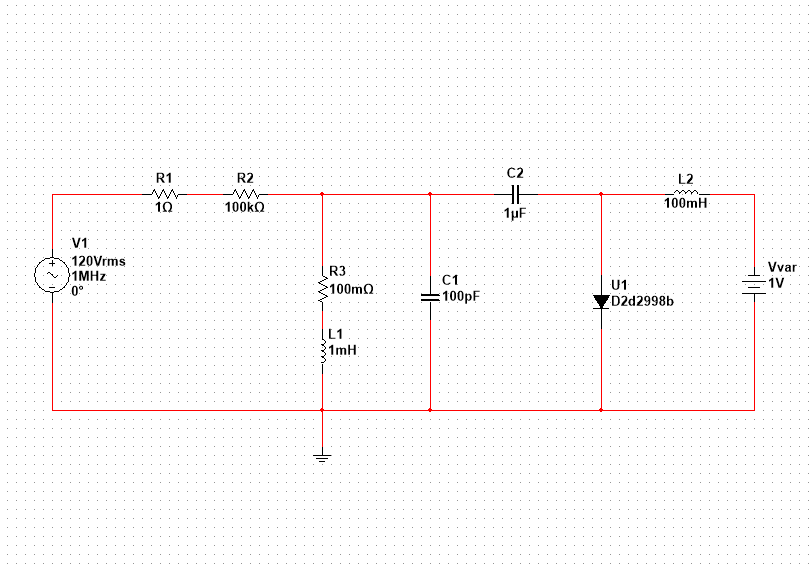 R1
1Ω
R2
100kΩ
C2
1µF
L2
100mH
V1
120Vrms
1MHz
0°
R3
100mΩ
L1
1mH
C1
100pF
U1
D2d2998b
Vvar
1V